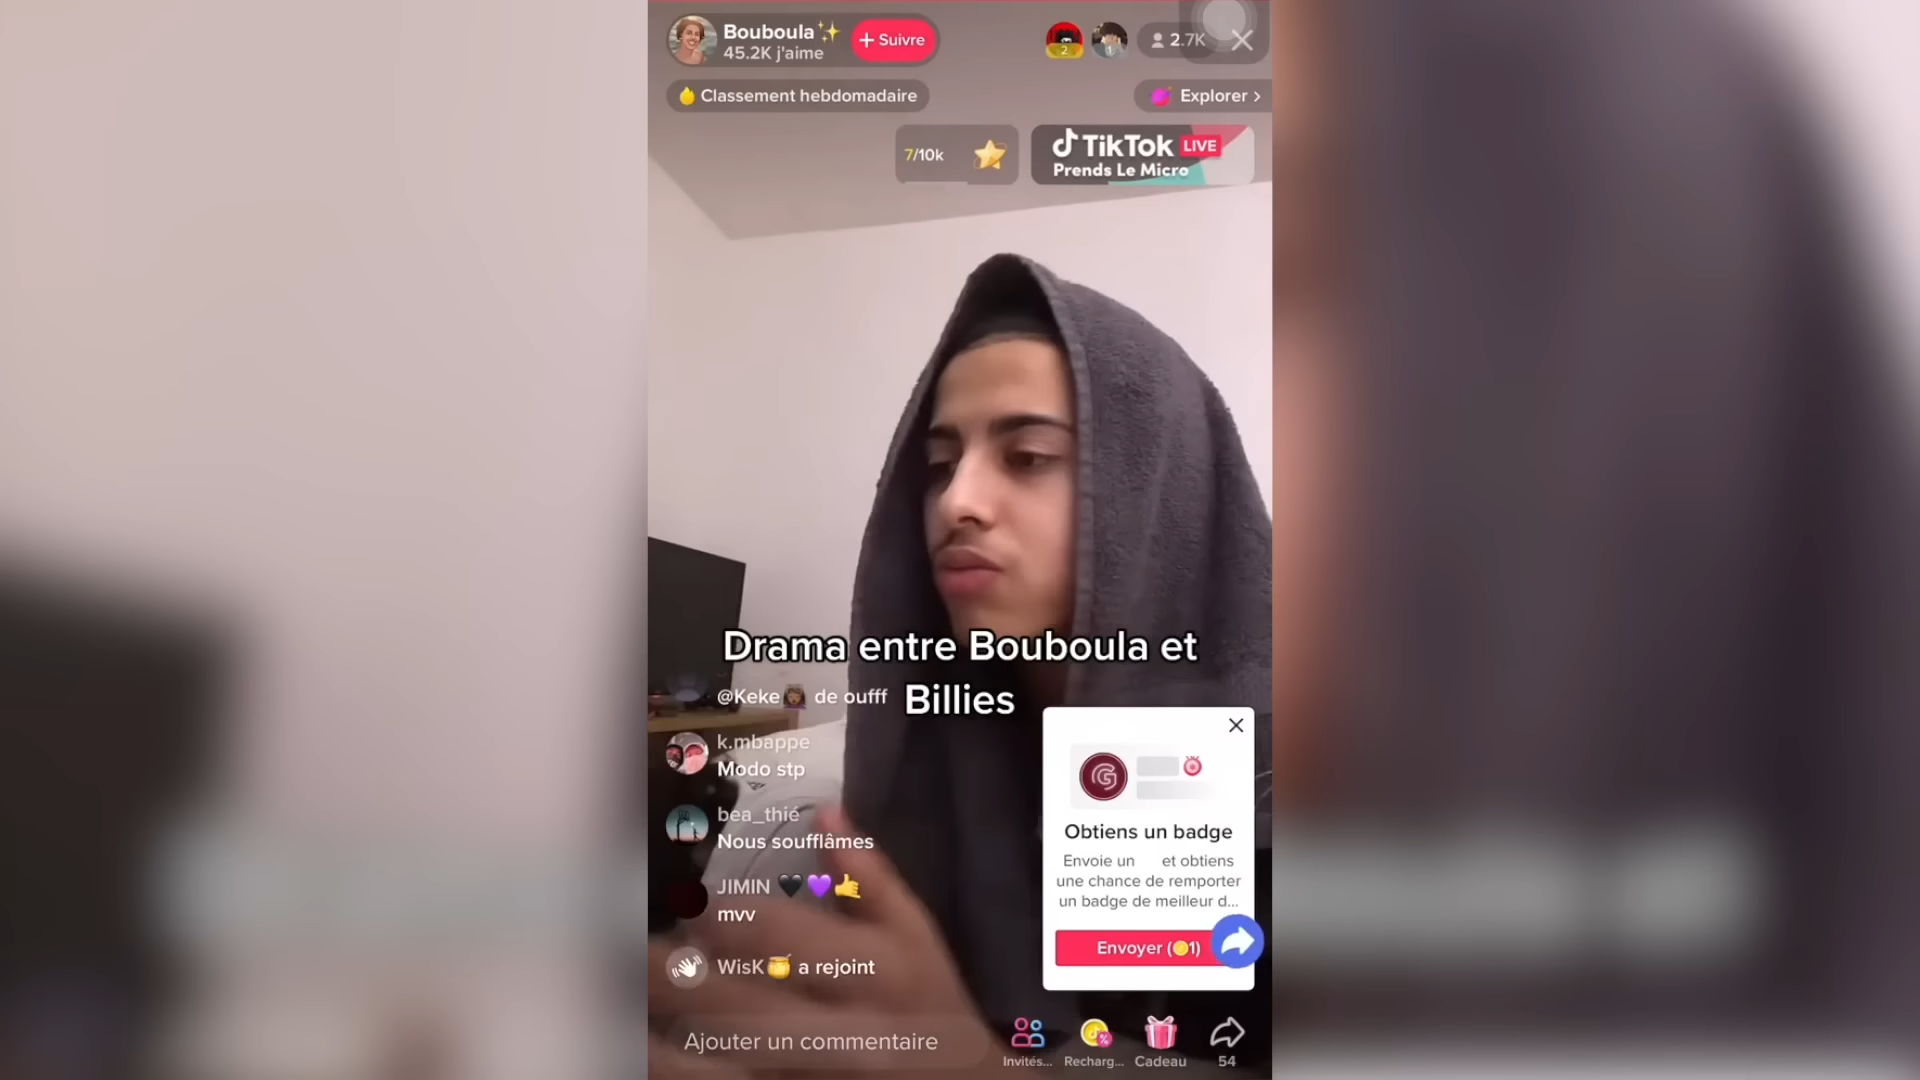 Bouboula✨
45.2K j'aime
+ Suivre
2
1
2.7K
Classement hebdomadaire
Explorer >
7/10k
TikTok LIVE
Prends Le Micro
Drama entre Bouboula et
Billies
@Keke🤦🏽‍♀️ de oufff
k.mbappe
Modo stp
bea_thié
Nous soufflâmes
JIMIN 🖤💜🤙
mvv
WisK🍯 a rejoint
Obtiens un badge
Envoie un et obtiens
une chance de remporter
un badge de meilleur d...
Envoyer (1)
Ajouter un commentaire
Invités...
Recharg...
Cadeau
54